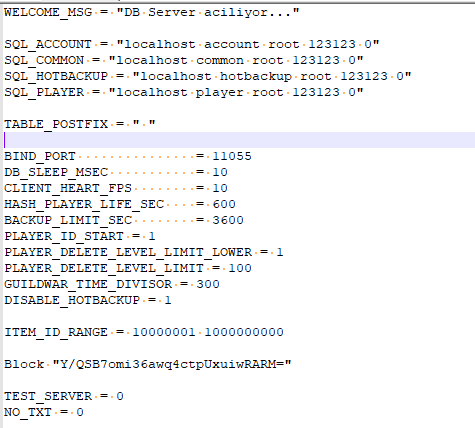 WELCOME_MSG = "DB Server aciliyor..."
SQL_ACCOUNT = "localhost account root 123123 0"
SQL_COMMON = "localhost common root 123123 0"
SQL_HOTBACKUP = "localhost hotbackup root 123123 0"
SQL_PLAYER = "localhost player root 123123 0"
TABLE_POSTFIX = " "
BIND_PORT = 11055
DB_SLEEP_MSEC = 10
CLIENT_HEART_FPS = 10
HASH_PLAYER_LIFE_SEC = 600
BACKUP_LIMIT_SEC = 3600
PLAYER_ID_START = 1
PLAYER_DELETE_LEVEL_LIMIT_LOWER = 1
PLAYER_DELETE_LEVEL_LIMIT = 100
GUILDWAR_TIME_DIVISOR = 300
DISABLE_HOTBACKUP = 1
ITEM_ID_RANGE = 10000001 1000000000
Block "Y/QSB7omi36awq4ctpUxuiwRARM="
TEST_SERVER = 0
NO_TXT = 0